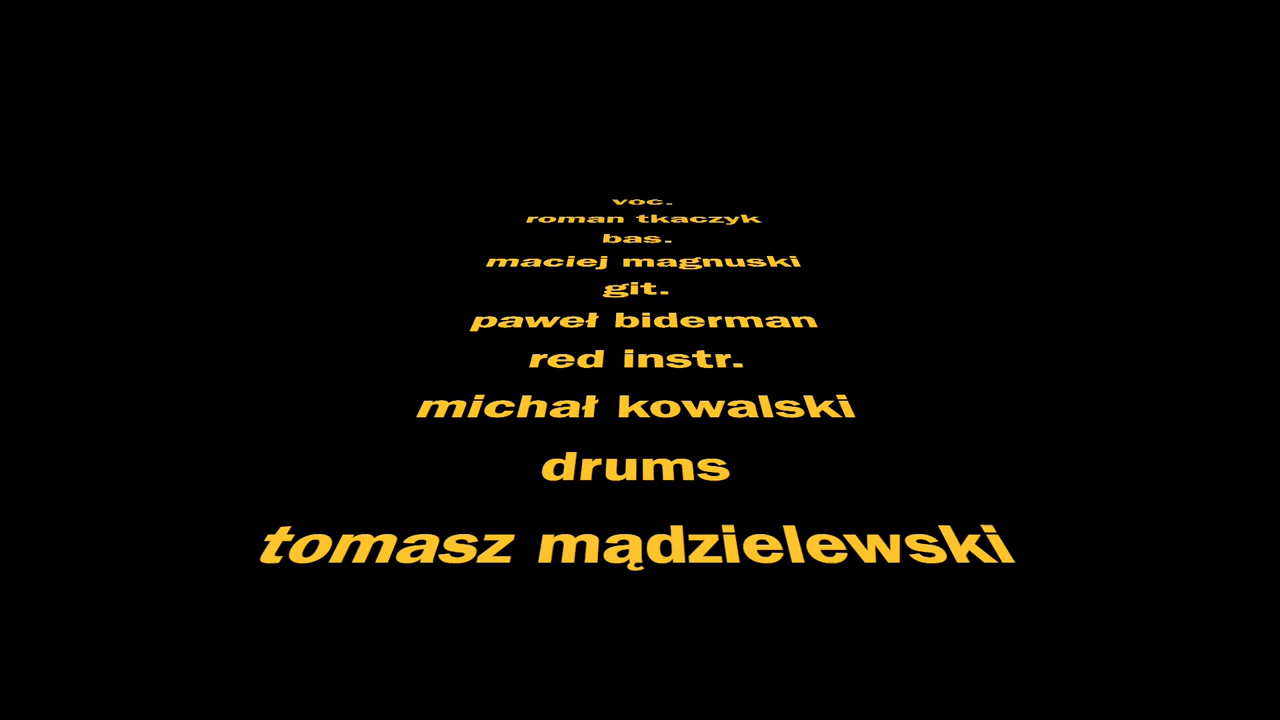 voc.
roman tkaczyk
bas.
maciej magnuski
git.
paweł biderman
red instr.
michał kowalski
drums
tomasz mądzielewski